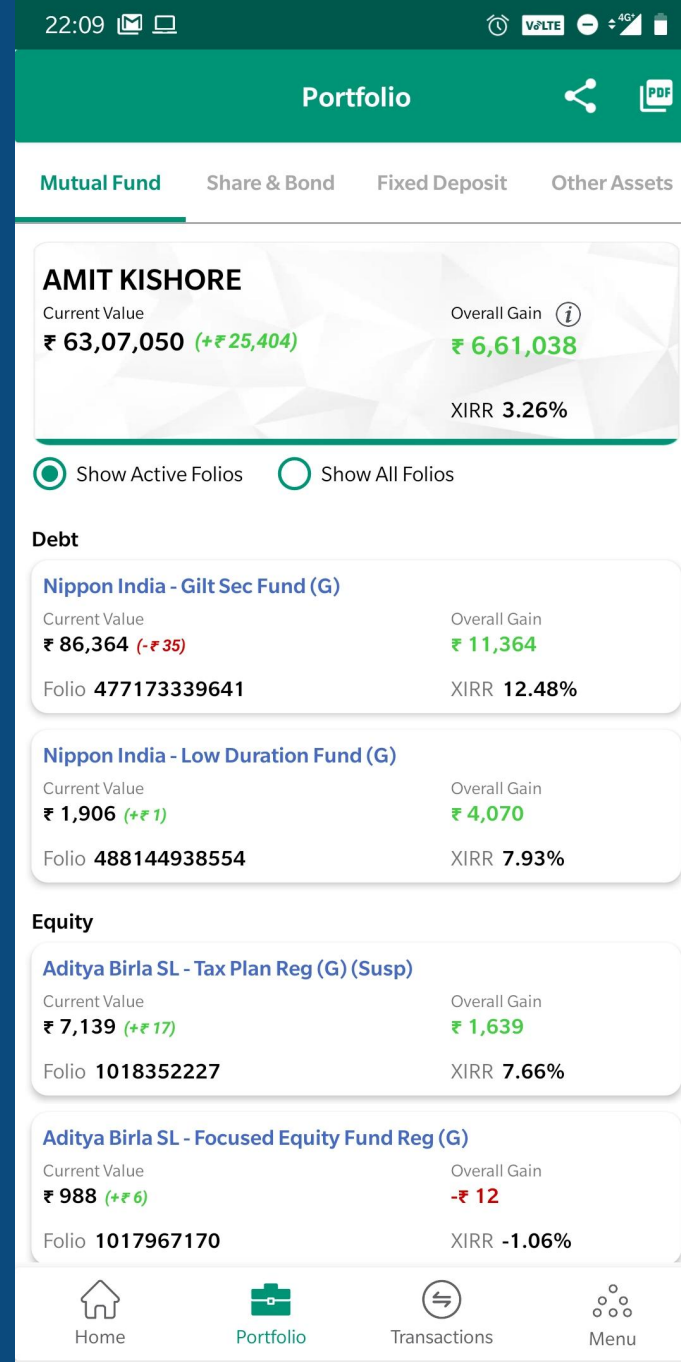 22:09
VoLTE 4G+
Portfolio
PDF
Mutual Fund Share & Bond Fixed Deposit Other Assets
AMIT KISHORE
Current Value Overall Gain i
₹ 63,07,050 (+₹ 25,404) ₹ 6,61,038
XIRR 3.26%
Show Active Folios Show All Folios
Debt
Nippon India - Gilt Sec Fund (G)
Current Value Overall Gain
₹ 86,364 (-₹ 35) ₹ 11,364
Folio 477173339641 XIRR 12.48%
Nippon India - Low Duration Fund (G)
Current Value Overall Gain
₹ 1,906 (+₹ 1) ₹ 4,070
Folio 488144938554 XIRR 7.93%
Equity
Aditya Birla SL - Tax Plan Reg (G) (Susp)
Current Value Overall Gain
₹ 7,139 (+₹ 17) ₹ 1,639
Folio 1018352227 XIRR 7.66%
Aditya Birla SL - Focused Equity Fund Reg (G)
Current Value Overall Gain
₹ 988 (+₹ 6) -₹ 12
Folio 1017967170 XIRR -1.06%
Home Portfolio Transactions Menu